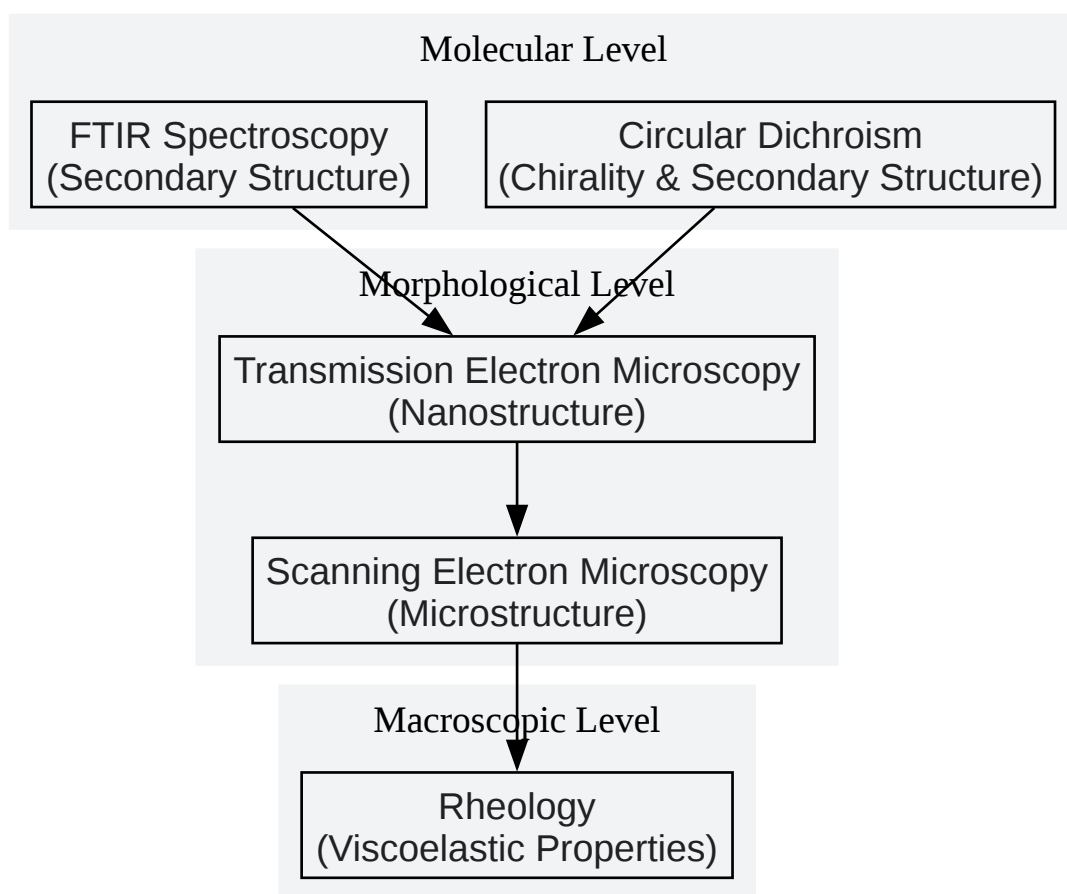 Molecular Level
FTIR Spectroscopy
(Secondary Structure)
Circular Dichroism
(Chirality & Secondary Structure)
Morphological Level
Transmission Electron Microscopy
(Nanostructure)
Scanning Electron Microscopy
(Microstructure)
Macroscopic Level
Rheology
(Viscoelastic Properties)